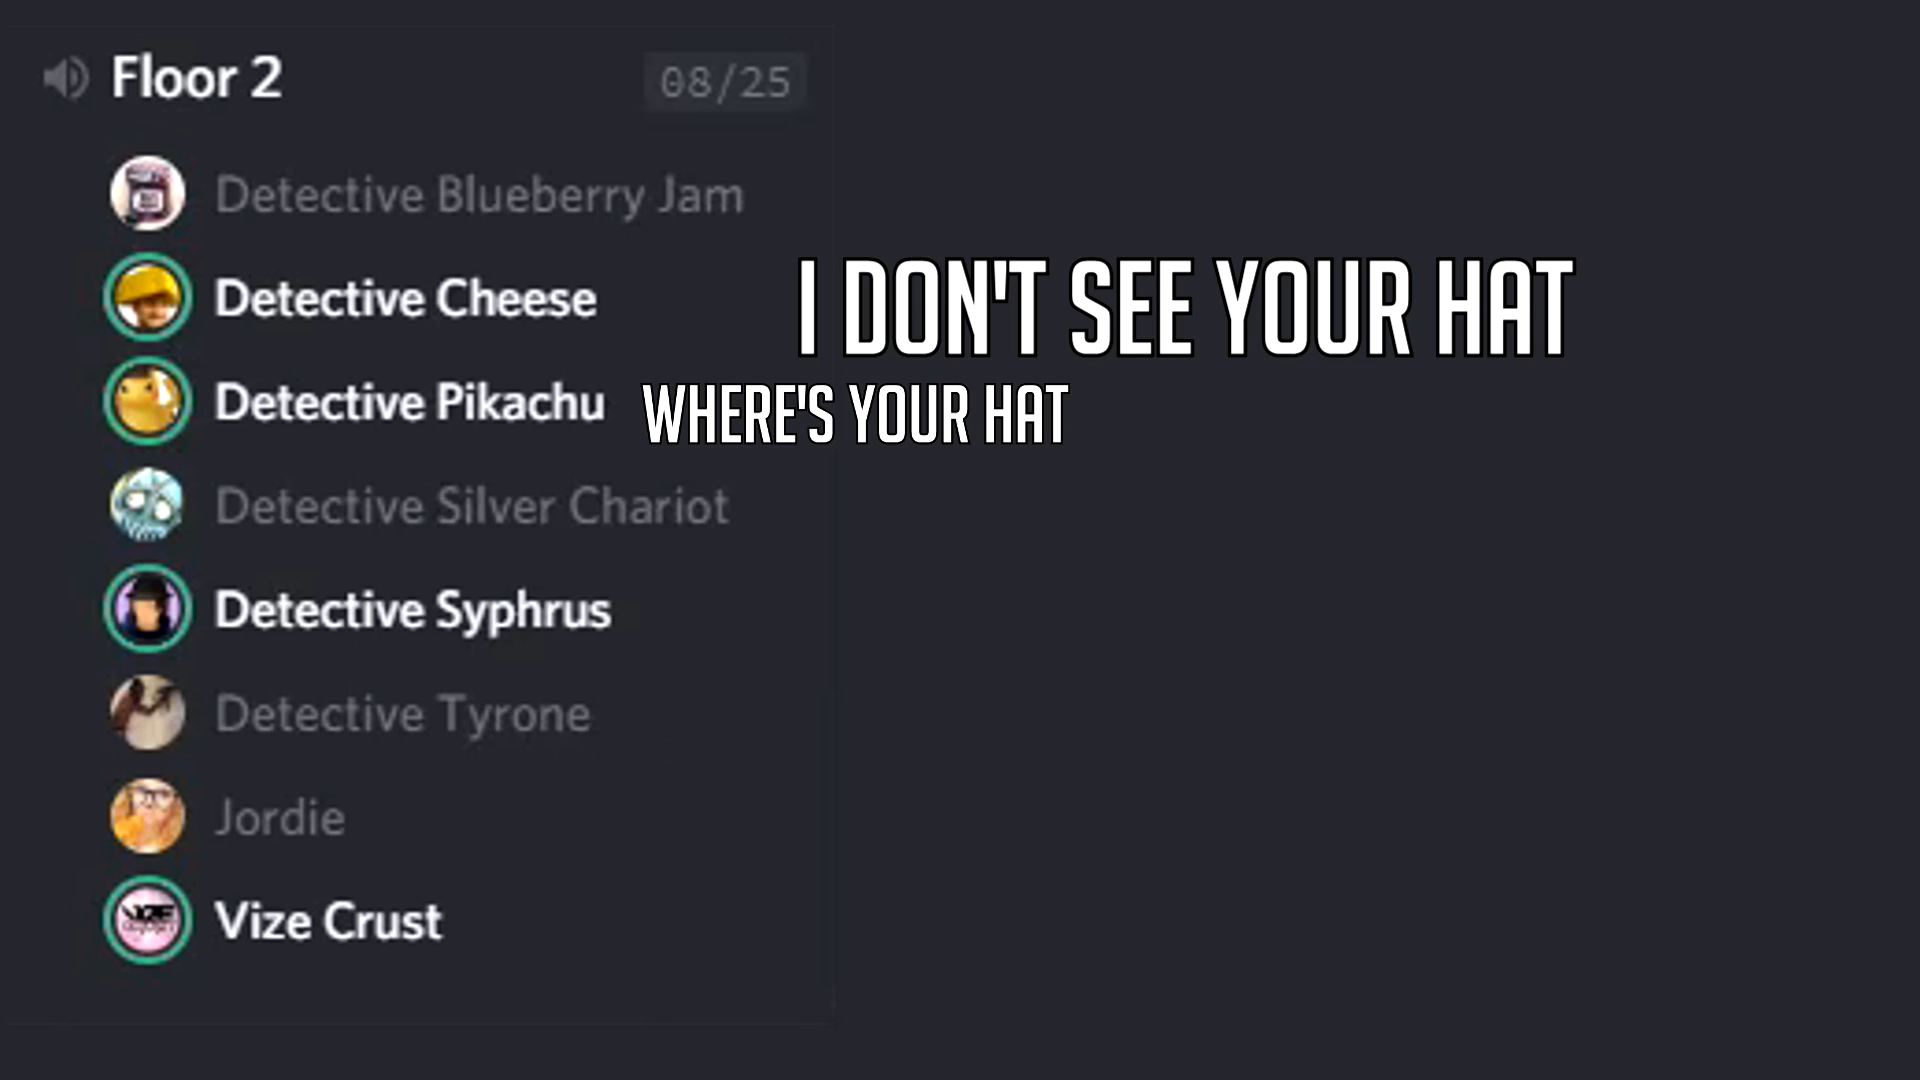 Floor 2 08/25
Detective Blueberry Jam
Detective Cheese
I DON'T SEE YOUR HAT
Detective Pikachu WHERE'S YOUR HAT
Detective Silver Chariot
Detective Syphrus
Detective Tyrone
Jordie
Vize Crust